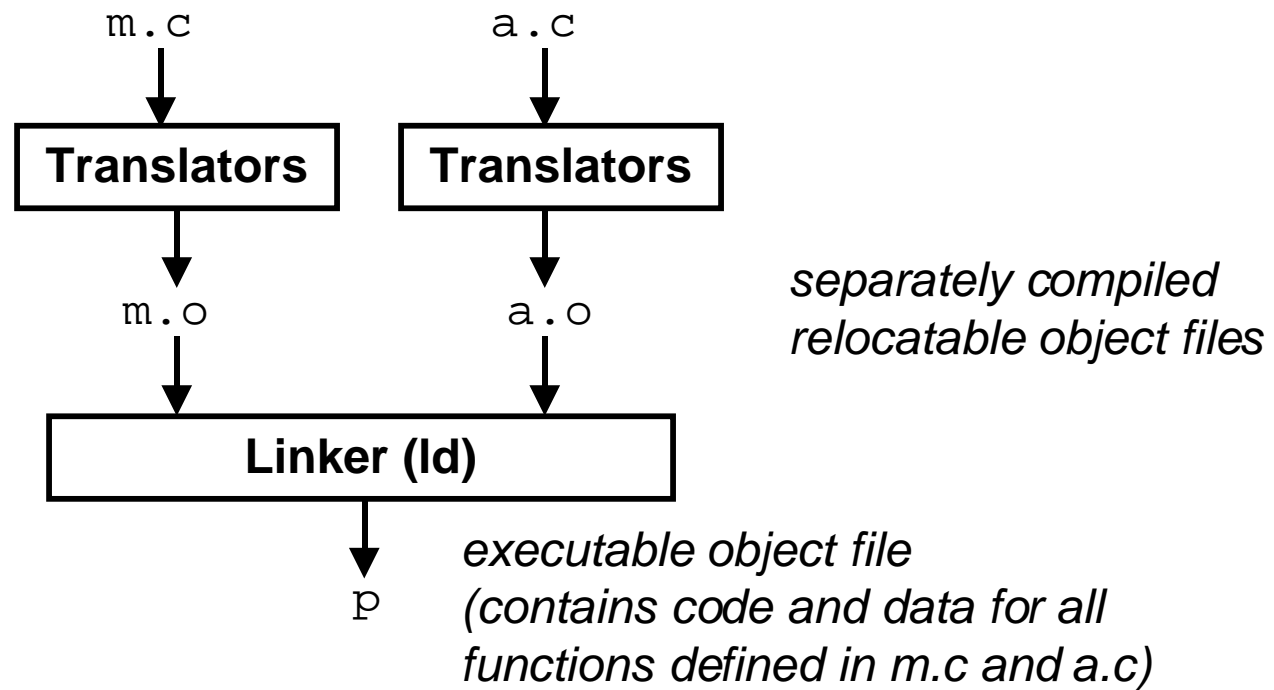 m.c
a.c
Translators
Translators
m.o
a.o
separately compiled
relocatable object files
Linker (ld)
p
executable object file
(contains code and data for all
functions defined in m.c and a.c)